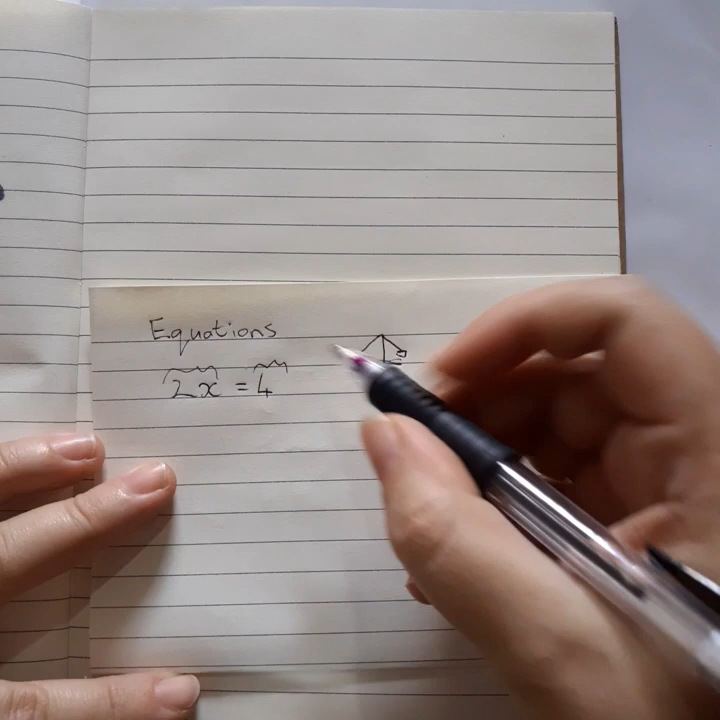 Equations
2x = 4